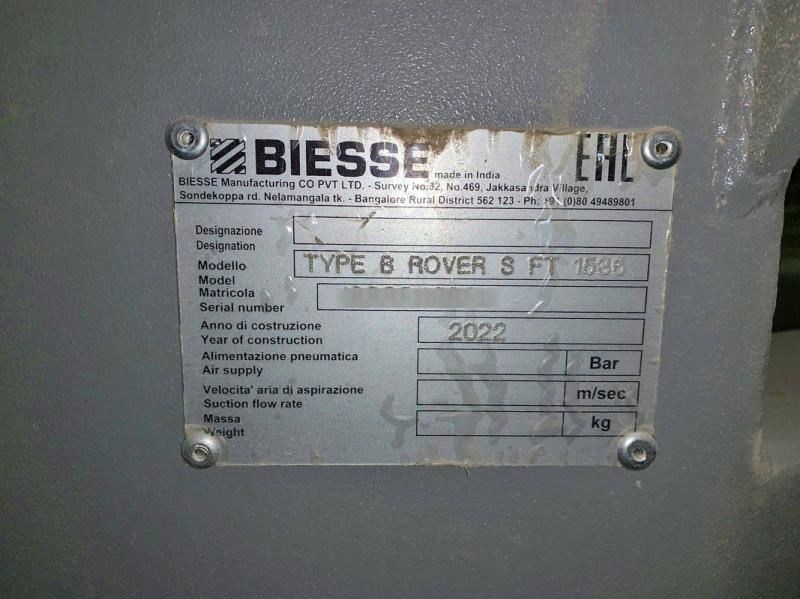 BIESSE made in India EAC
BIESSE Manufacturing CO PVT LTD. - Survey No.32, No.469, Jakkasandra Village,
Sondekoppa rd. Nelamangala tk. - Bangalore Rural District 562 123 - Ph: +91 (0)80 49489801
Designazione
Designation
Modello TYPE B ROVER S FT 1536
Model
Matricola
Serial number
Anno di costruzione 2022
Year of construction
Alimentazione pneumatica Bar
Air supply
Velocita' aria di aspirazione m/sec
Suction flow rate
Massa kg
Weight